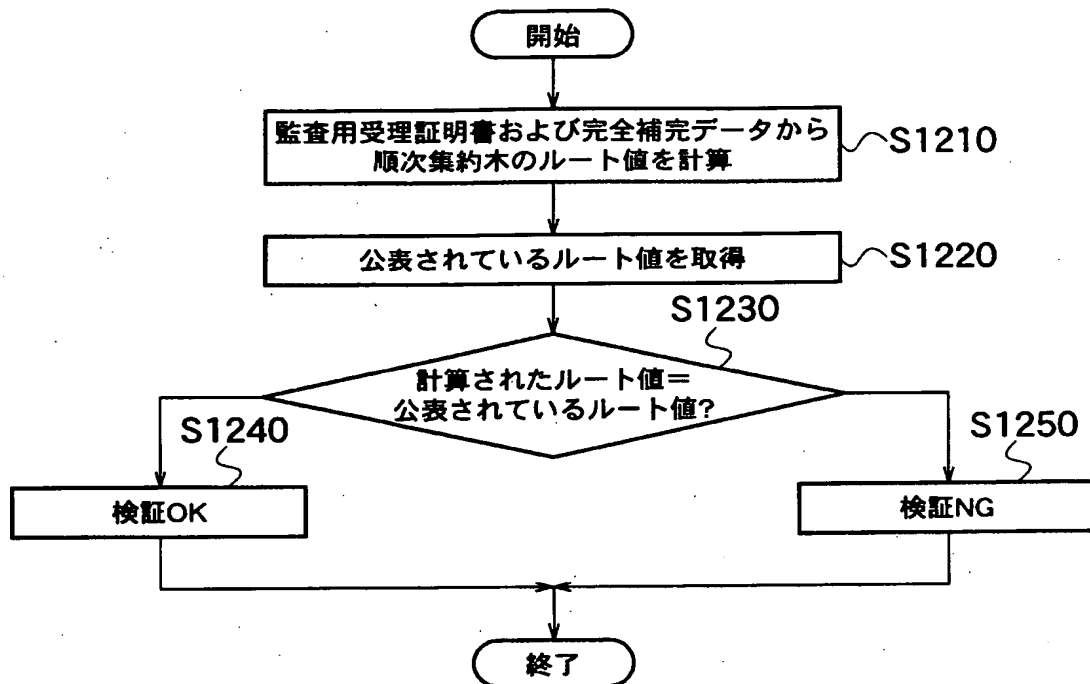 開始
監査用受理証明書および完全補完データから
順次集約木のルート値を計算
S1210
公表されているルート値を取得
S1220
S1230
計算されたルート値＝
公表されているルート値?
S1240
検証OK
S1250
検証NG
終了